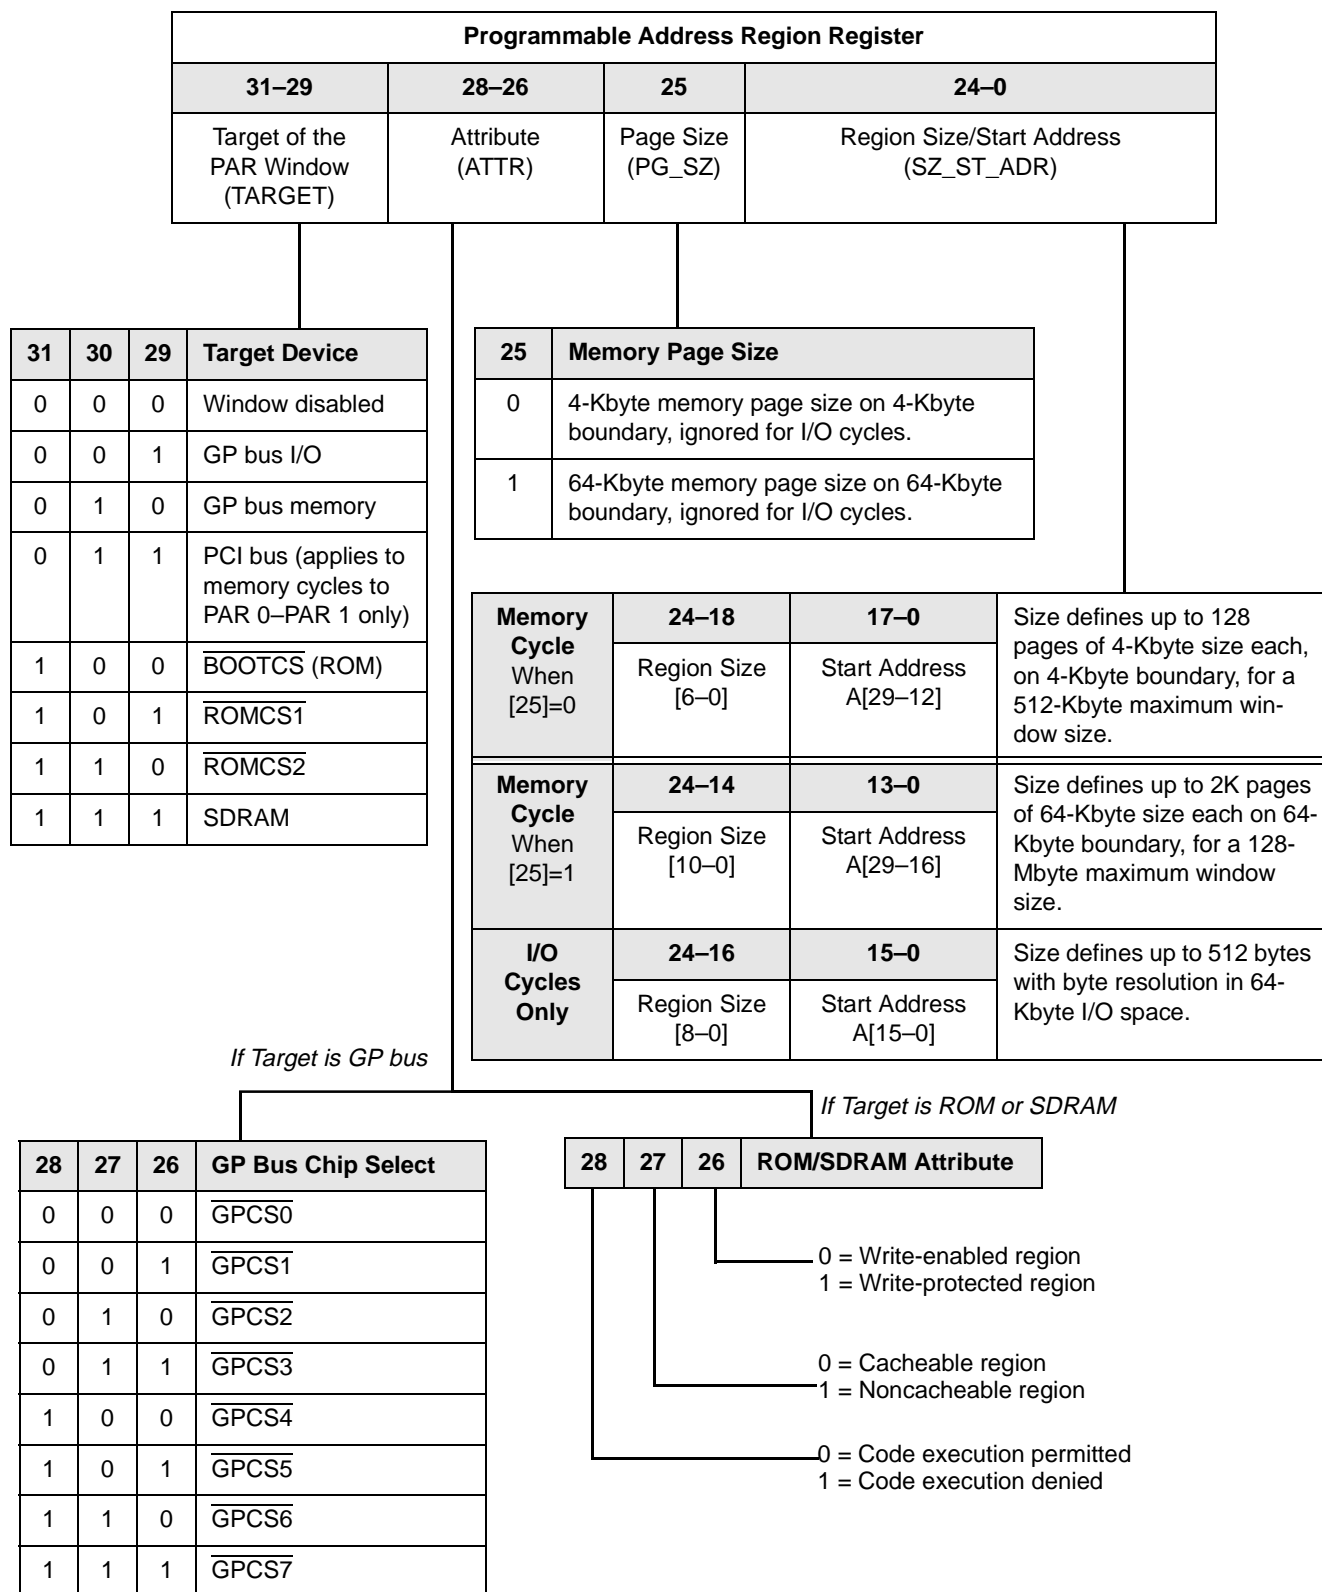 Programmable Address Region Register
31–29 28–26 25 24–0
Target of the
PAR Window
(TARGET)
Attribute
(ATTR)
Page Size
(PG_SZ)
Region Size/Start Address
(SZ_ST_ADR)
31 30 29 Target Device
0 0 0 Window disabled
0 0 1 GP bus I/O
0 1 0 GP bus memory
0 1 1 PCI bus (applies to
memory cycles to
PAR 0–PAR 1 only)
1 0 0 BOOTCS (ROM)
1 0 1 ROMCS1
1 1 0 ROMCS2
1 1 1 SDRAM
25 Memory Page Size
0 4-Kbyte memory page size on 4-Kbyte
boundary, ignored for I/O cycles.
1 64-Kbyte memory page size on 64-Kbyte
boundary, ignored for I/O cycles.
Memory
Cycle
When
[25]=0
24–18
Region Size
[6–0]
17–0
Start Address
A[29–12]
Size defines up to 128
pages of 4-Kbyte size each,
on 4-Kbyte boundary, for a
512-Kbyte maximum win-
dow size.
Memory
Cycle
When
[25]=1
24–14
Region Size
[10–0]
13–0
Start Address
A[29–16]
Size defines up to 2K pages
of 64-Kbyte size each on 64-
Kbyte boundary, for a 128-
Mbyte maximum window
size.
I/O
Cycles
Only
24–16
Region Size
[8–0]
15–0
Start Address
A[15–0]
Size defines up to 512 bytes
with byte resolution in 64-
Kbyte I/O space.
If Target is GP bus
If Target is ROM or SDRAM
28 27 26 GP Bus Chip Select
0 0 0 GPCS0
0 0 1 GPCS1
0 1 0 GPCS2
0 1 1 GPCS3
1 0 0 GPCS4
1 0 1 GPCS5
1 1 0 GPCS6
1 1 1 GPCS7
28 27 26 ROM/SDRAM Attribute
0 = Write-enabled region
1 = Write-protected region
0 = Cacheable region
1 = Noncacheable region
0 = Code execution permitted
1 = Code execution denied